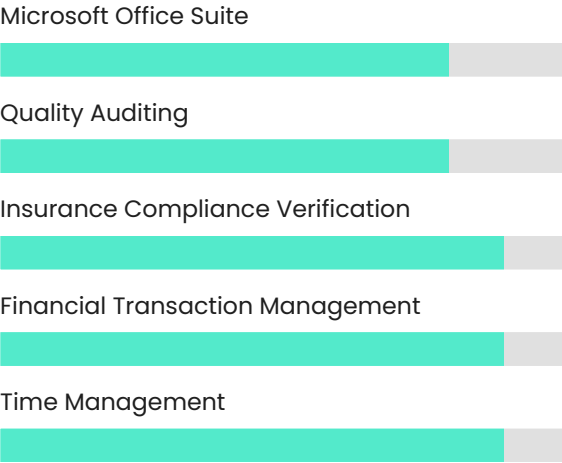 Microsoft Office Suite
Quality Auditing
Insurance Compliance Verification
Financial Transaction Management
Time Management